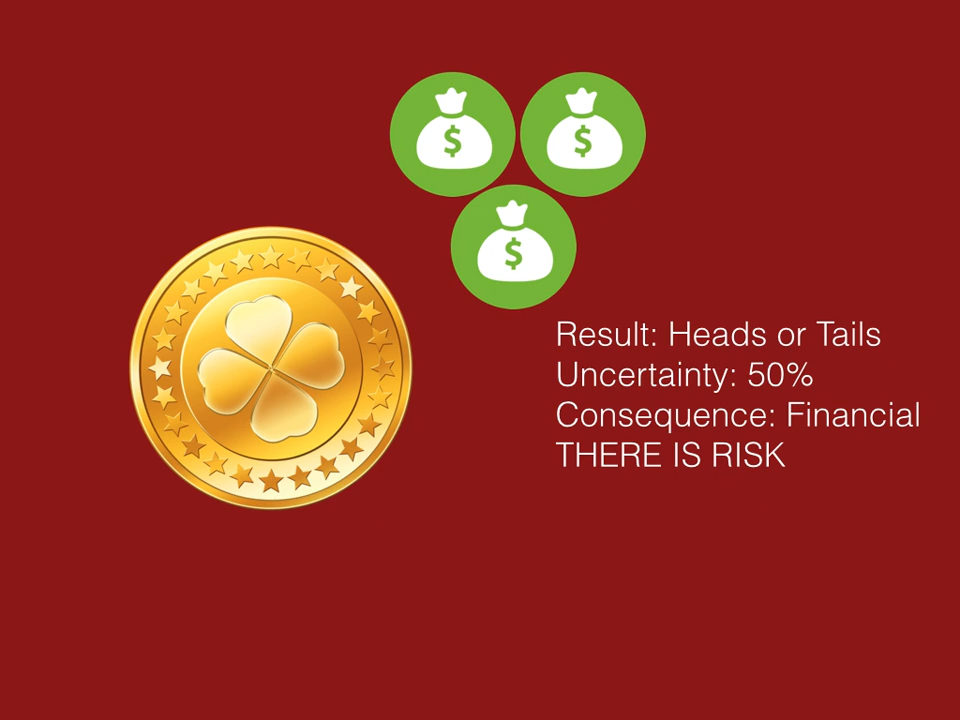 $ $
$
Result: Heads or Tails
Uncertainty: 50%
Consequence: Financial
THERE IS RISK